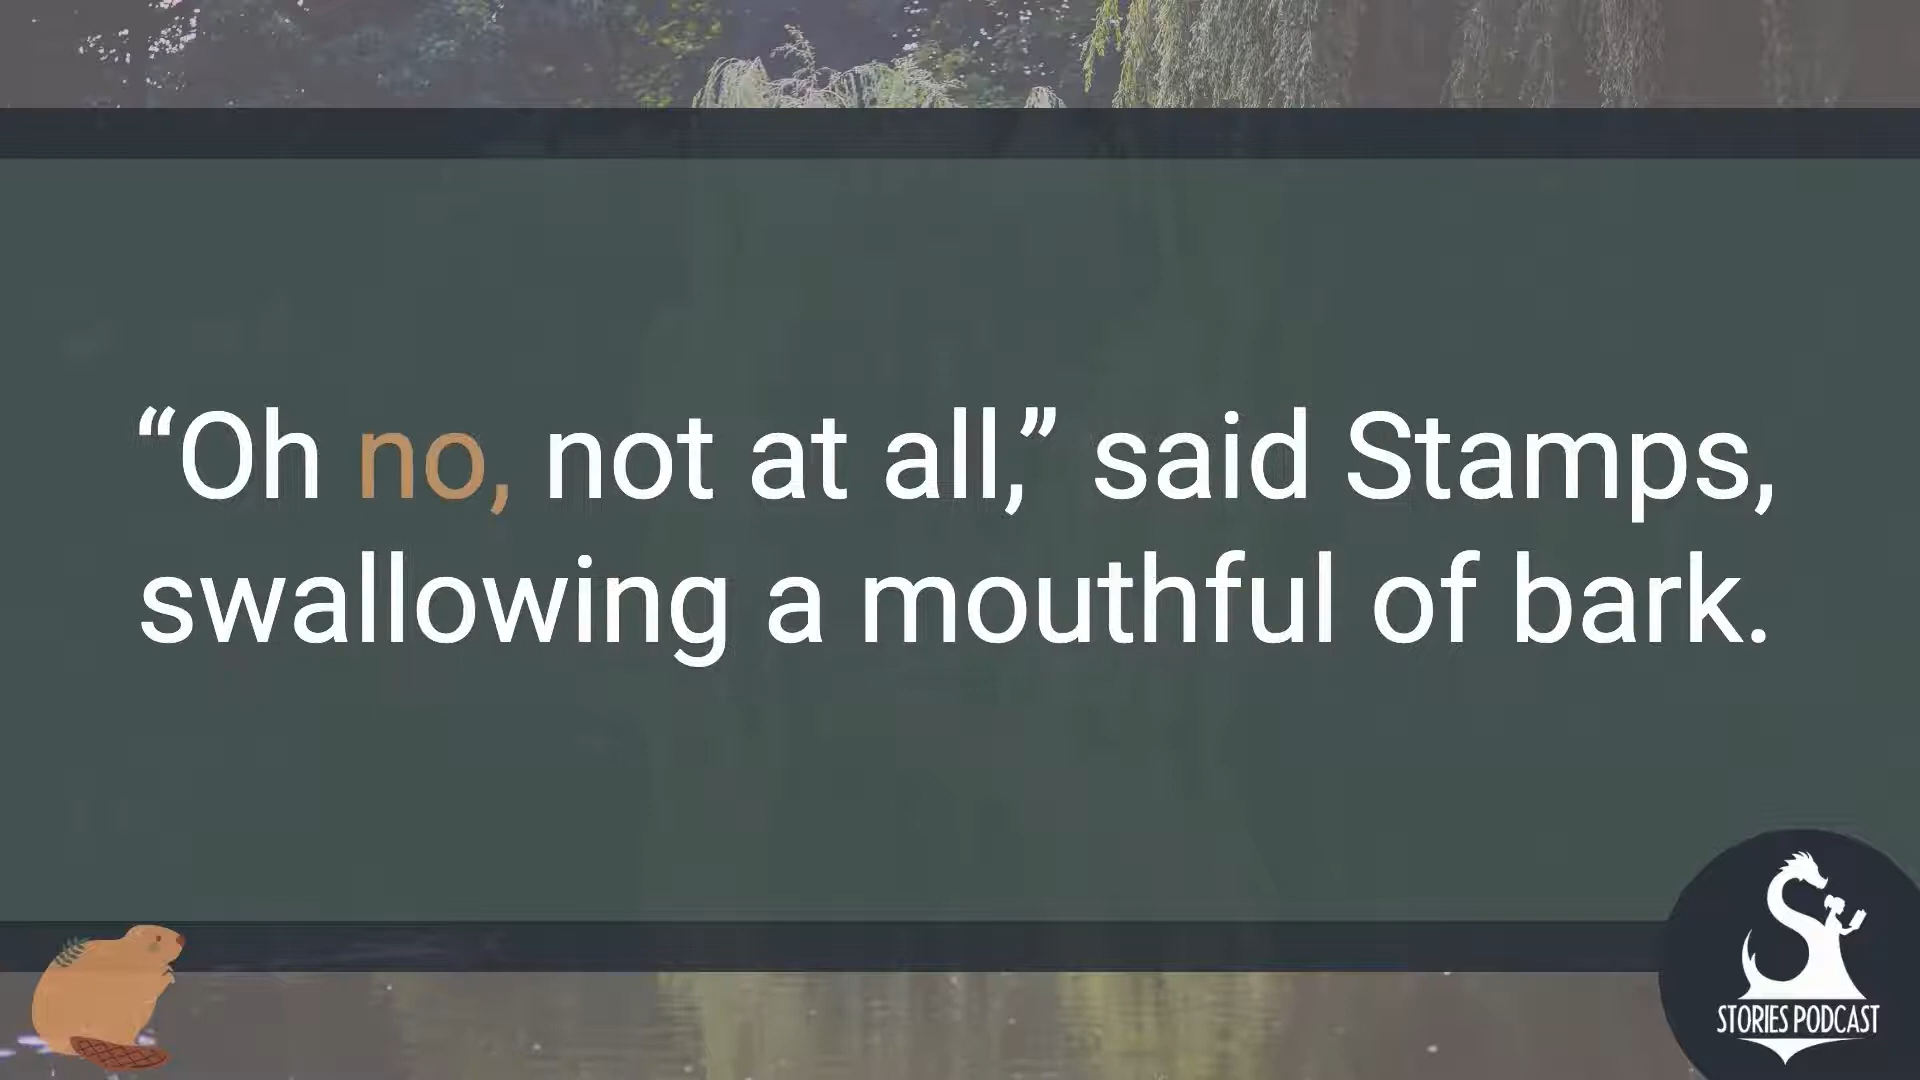 “Oh no, not at all,” said Stamps,
swallowing a mouthful of bark.
STORIES PODCAST